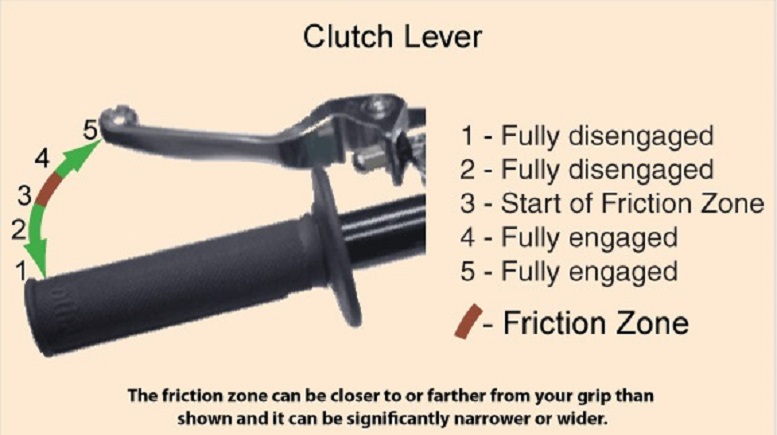 Clutch Lever
5
4
3
2
1
1 - Fully disengaged
2 - Fully disengaged
3 - Start of Friction Zone
4 - Fully engaged
5 - Fully engaged
- Friction Zone
The friction zone can be closer to or farther from your grip than
shown and it can be significantly narrower or wider.